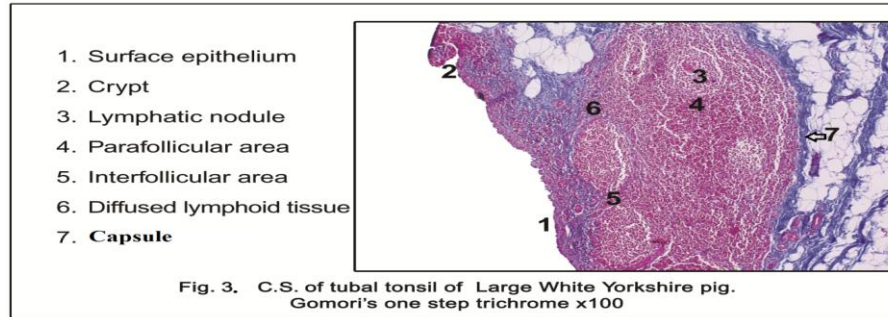 1. Surface epithelium
2. Crypt
3. Lymphatic nodule
4. Parafollicular area
5. Interfollicular area
6. Diffused lymphoid tissue
7. Capsule
2
3
4
6
7
5
1
Fig. 3. C.S. of tubal tonsil of Large White Yorkshire pig.
Gomori's one step trichrome x100